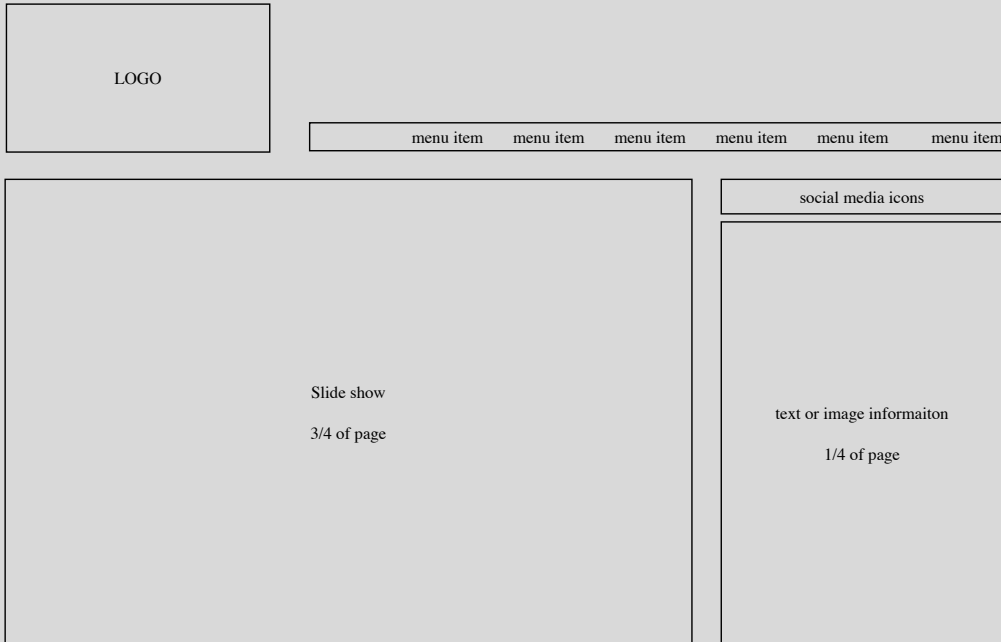 LOGO
menu item menu item menu item menu item menu item menu item
social media icons
Slide show
3/4 of page
text or image informaiton
1/4 of page